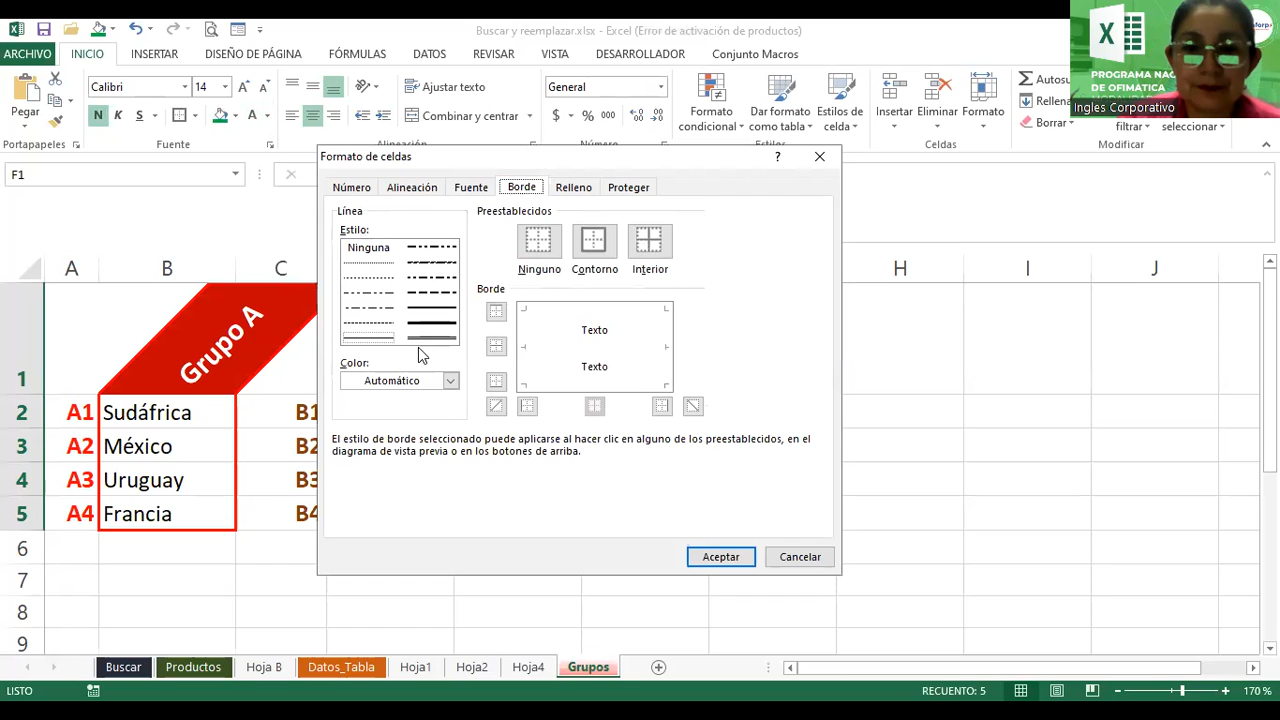 Buscar y reemplazar.xlsx - Excel (Error de activación de productos)
ARCHIVO INICIO INSERTAR DISEÑO DE PÁGINA FÓRMULAS DATOS REVISAR VISTA DESARROLLADOR Conjunto Macros
PROGRAMA NAC
DE OFIMATICA
Ingles Corporativo
Pegar
Calibri 14
N K S
Ajustar texto
Combinar y centrar
General
$ % 000
Formato condicional
Dar formato como tabla
Estilos de celda
Insertar Eliminar Formato
Autosu
Rellena
Borrar
filtrar
seleccionar
Portapapeles Fuente Alineación Número Estilos Celdas Modificar
F1
A B C H I J
1 Grupo A
2 A1 Sudáfrica B1
3 A2 México B2
4 A3 Uruguay B3
5 A4 Francia B4
6
7
8
9
Formato de celdas
?
Número Alineación Fuente Borde Relleno Proteger
Línea
Estilo:
Ninguna
Color:
Automático
Preestablecidos
Ninguno Contorno Interior
Borde
Texto
Texto
El estilo de borde seleccionado puede aplicarse al hacer clic en alguno de los preestablecidos, en el
diagrama de vista previa o en los botones de arriba.
Aceptar Cancelar
Buscar Productos Hoja B Datos_Tabla Hoja1 Hoja2 Hoja4 Grupos
LISTO RECUENTO: 5 170 %